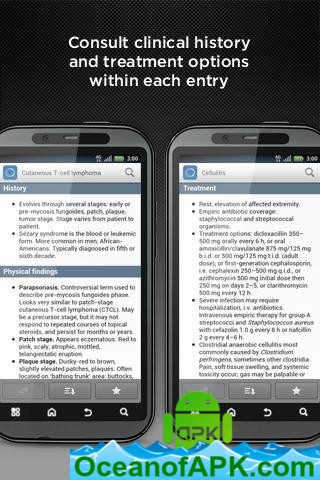 Consult clinical history
and treatment options
within each entry
3:00
Cutaneous T-cell lymphoma
History
• Evolves through several stages: early or
pre-mycosis fungoides, patch, plaque,
tumor stage. Stage varies from patient to
patient.
• Sézary syndrome is the blood or leukemic
form. More common in men, African-
Americans. Typically diagnosed in fifth or
sixth decade.
Physical findings
• Parapsoriasis. Controversial term used to
describe pre-mycosis fungoides phase.
Looks very similar to patch-stage
cutaneous T-cell lymphoma (CTCL). May
be a precursor, but it may not
respond to repeated courses of topical
steroids, and persist for months or years.
• Patch stage. Appears eczematous. Red to
pink, scaly, atrophic, mottled,
telangiectatic eruption.
• Plaque stage. Dusky-red to brown,
slightly elevated patches, plaques. Often
located on 'bathing trunk' area: buttocks,
3:00
Cellulitis
Treatment
• Rest, elevation of affected extremity.
• Empiric antibiotic coverage:
staphylococcal and streptococcal
organisms.
• Treatment options: dicloxacillin 350–
500 mg orally every 6 h, or oral
amoxicillin/clavulanate 875 mg/125 mg
b.i.d. or 500 mg/125 mg t.i.d. (adult
dose), or first-generation cephalosporin,
i.e. cephalexin 250–500 mg q.i.d., or
azithromycin 500 mg initial dose then
250 mg on days 2–5, or clarithromycin
500 mg every 12 h.
• Severe infection may require
hospitalization, i.v. antibiotics.
Intravenous empiric therapy for group A
streptococci and Staphylococcus aureus
with cefazolin 1.0 g every 8 h or nafcillin
2 g every 4–6 h.
• Clostridial anaerobic cellulitis most
commonly caused by Clostridium
perfringens, sometimes other clostridia.
Pain, soft tissue swelling, and systemic
toxicity occur; gas may be palpable or
APK
OceanofAPK.com